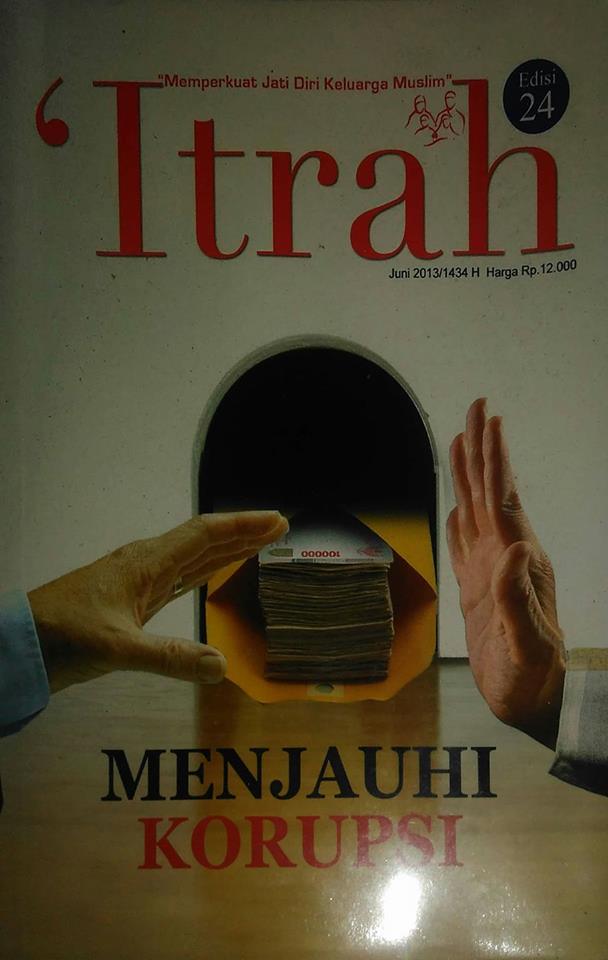 "Memperkuat Jati Diri Keluarga Muslim"
Edisi
24
'Itrah
Juni 2013/1434 H Harga Rp.12.000
100000
MENJAUHI
KORUPSI